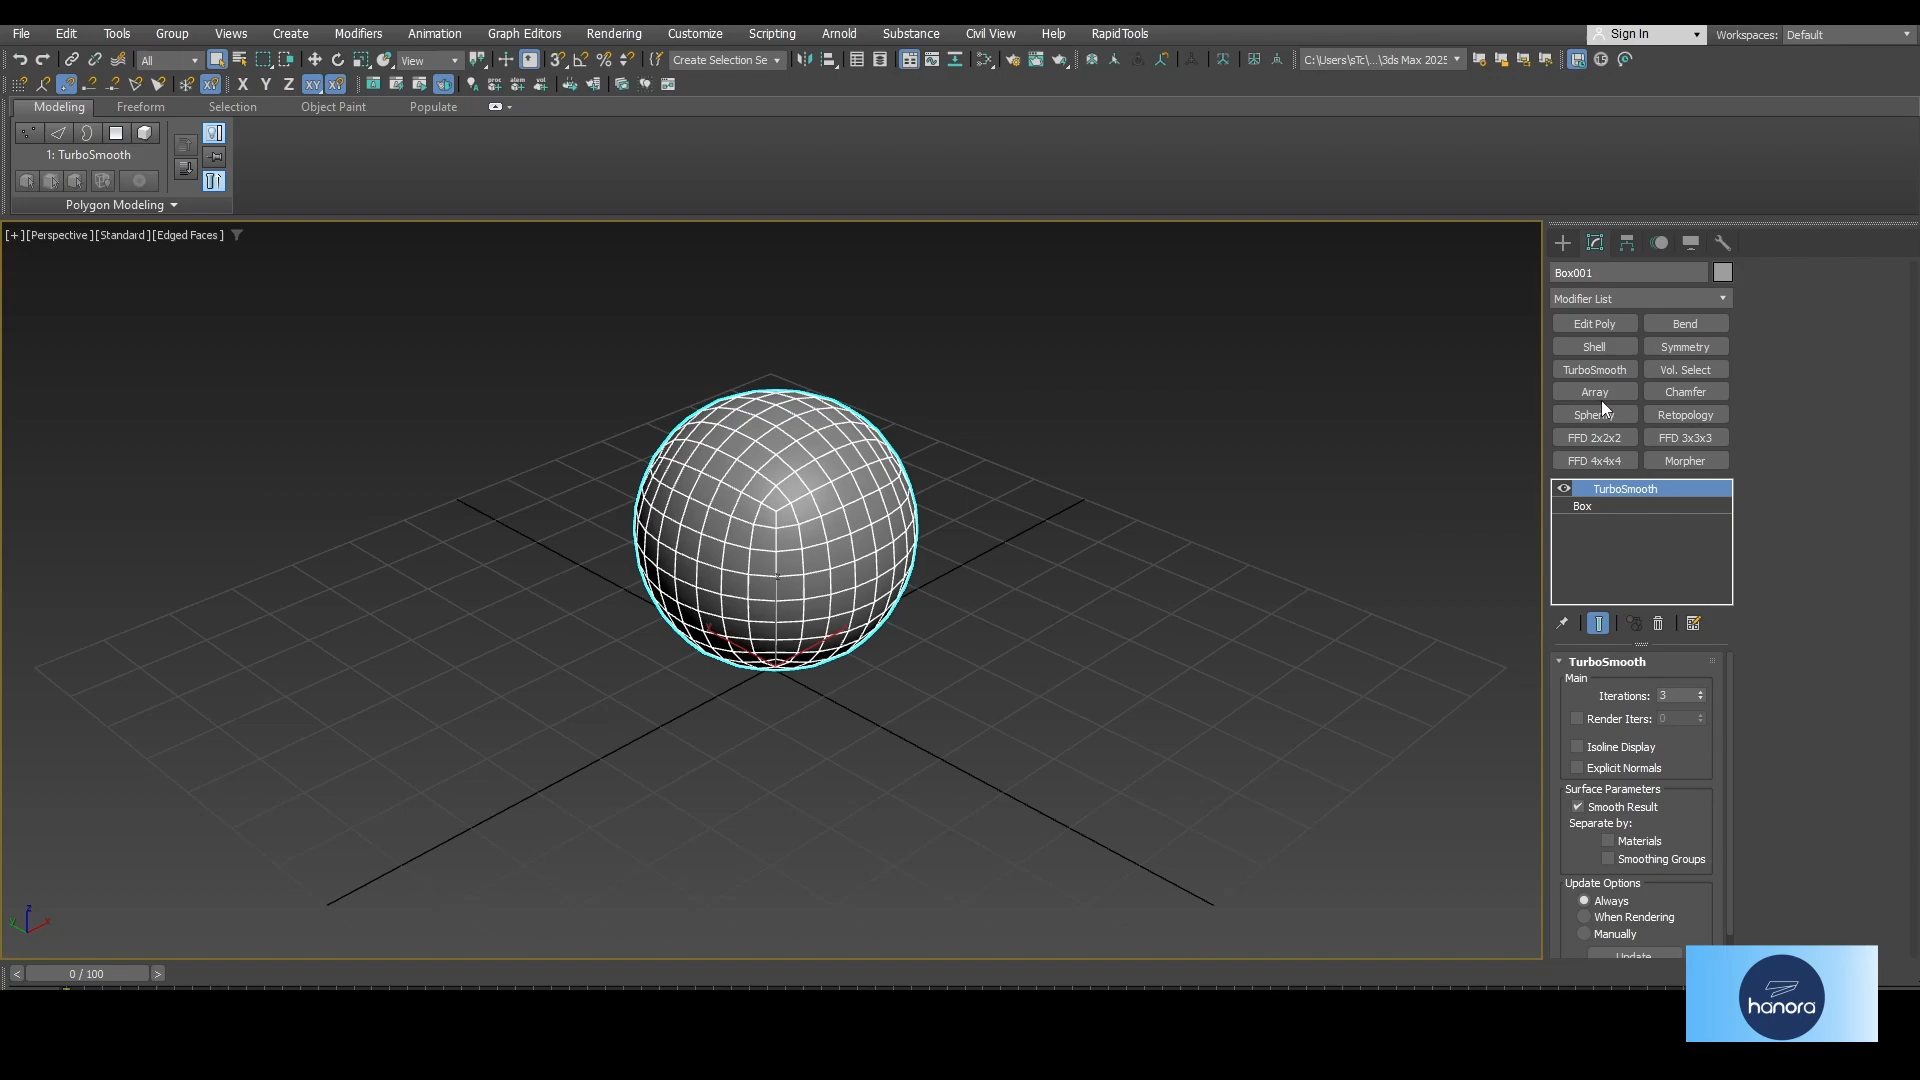 File Edit Tools Group Views Create Modifiers Animation Graph Editors Rendering Customize Scripting Arnold Substance Civil View Help RapidTools Sign In Workspaces: Default
All View Create Selection Se C:\Users\sTc\...\3ds Max 2025
X Y Z XY XP
Modeling Freeform Selection Object Paint Populate
1: TurboSmooth
Polygon Modeling
[+] [Perspective] [Standard] [Edged Faces]
Box001
Modifier List
Edit Poly Bend
Shell Symmetry
TurboSmooth Vol. Select
Array Chamfer
Retopology
FFD 2x2x2 FFD 3x3x3
FFD 4x4x4 Morpher
TurboSmooth
Box
TurboSmooth
Main
Iterations: 3
Render Iters: 0
Isoline Display
Explicit Normals
Surface Parameters
Smooth Result
Separate by:
Materials
Smoothing Groups
Update Options
Always
When Rendering
Manually
Update
z
y x
< 0 / 100 >
hanora